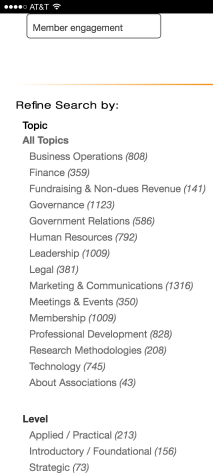 AT&T
Member engagement
Refine Search by:
Topic
All Topics
Business Operations (808)
Finance (359)
Fundraising & Non-dues Revenue (141)
Governance (1123)
Government Relations (586)
Human Resources (792)
Leadership (1009)
Legal (381)
Marketing & Communications (1316)
Meetings & Events (350)
Membership (1009)
Professional Development (828)
Research Methodologies (208)
Technology (745)
About Associations (43)
Level
Applied / Practical (213)
Introductory / Foundational (156)
Strategic (73)